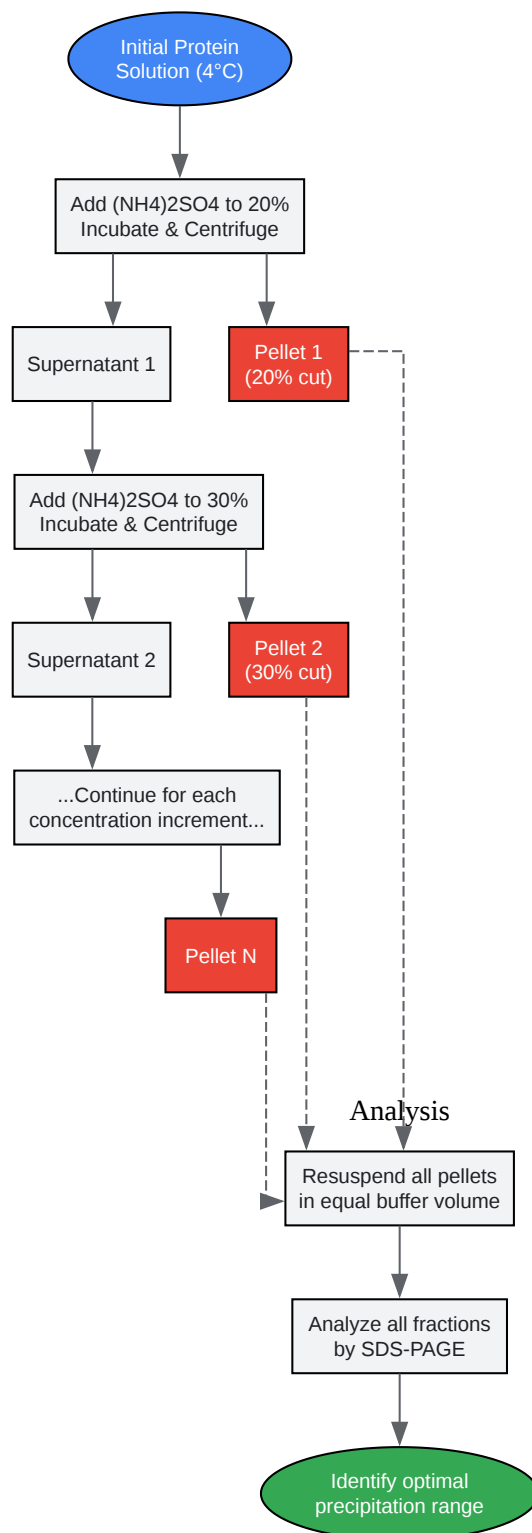 Initial Protein
Solution (4°C)
Add (NH4)2SO4 to 20%
Incubate & Centrifuge
Supernatant 1
Pellet 1
(20% cut)
Add (NH4)2SO4 to 30%
Incubate & Centrifuge
Supernatant 2
Pellet 2
(30% cut)
...Continue for each
concentration increment...
Pellet N
Analysis
Resuspend all pellets
in equal buffer volume
Analyze all fractions
by SDS-PAGE
Identify optimal
precipitation range